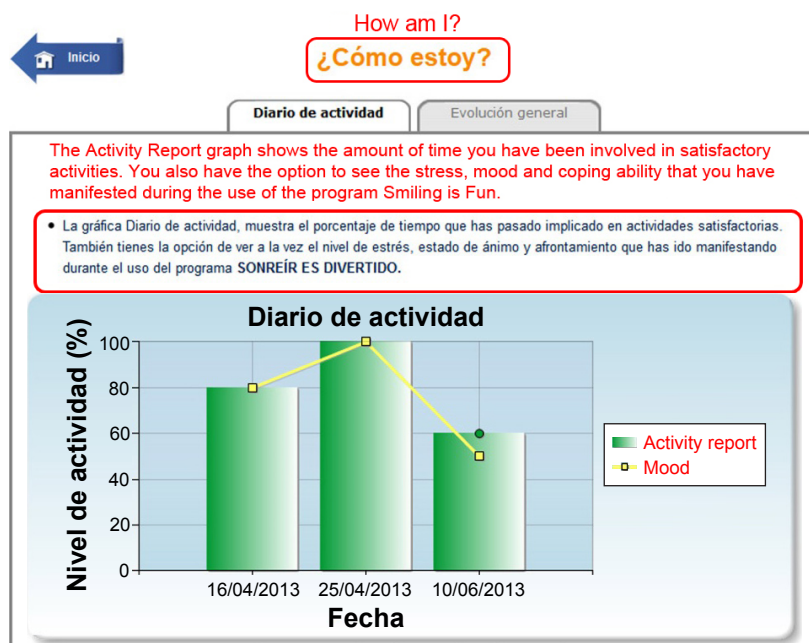 How am I?
¿Cómo estoy?
Inicio
Diario de actividad
Evolución general
The Activity Report graph shows the amount of time you have been involved in satisfactory
activities. You also have the option to see the stress, mood and coping ability that you have
manifested during the use of the program Smiling is Fun.
• La gráfica Diario de actividad, muestra el porcentaje de tiempo que has pasado implicado en actividades satisfactorias.
También tienes la opción de ver a la vez el nivel de estrés, estado de ánimo y afrontamiento que has ido manifestando
durante el uso del programa SONREÍR ES DIVERTIDO.
Diario de actividad
Nivel de actividad (%)
100
80
60
40
20
0
16/04/2013
25/04/2013
10/06/2013
Fecha
Activity report
Mood